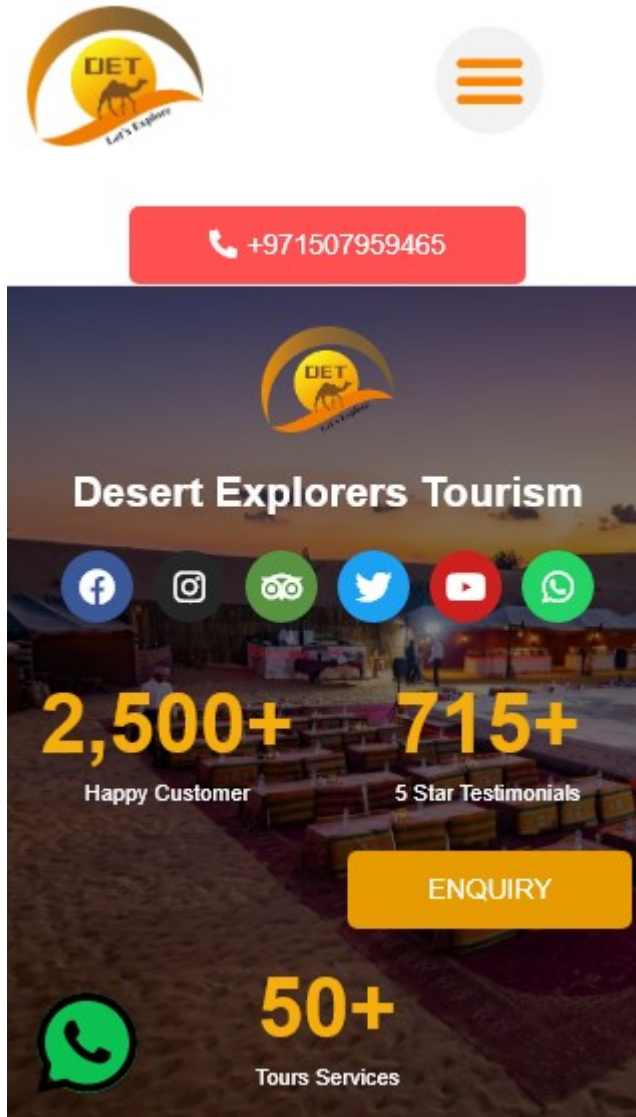 DET
Let's Explore
+971507959465
DET
Let's Explore
Desert Explorers Tourism
2,500+ 715+
Happy Customer 5 Star Testimonials
ENQUIRY
50+
Tours Services